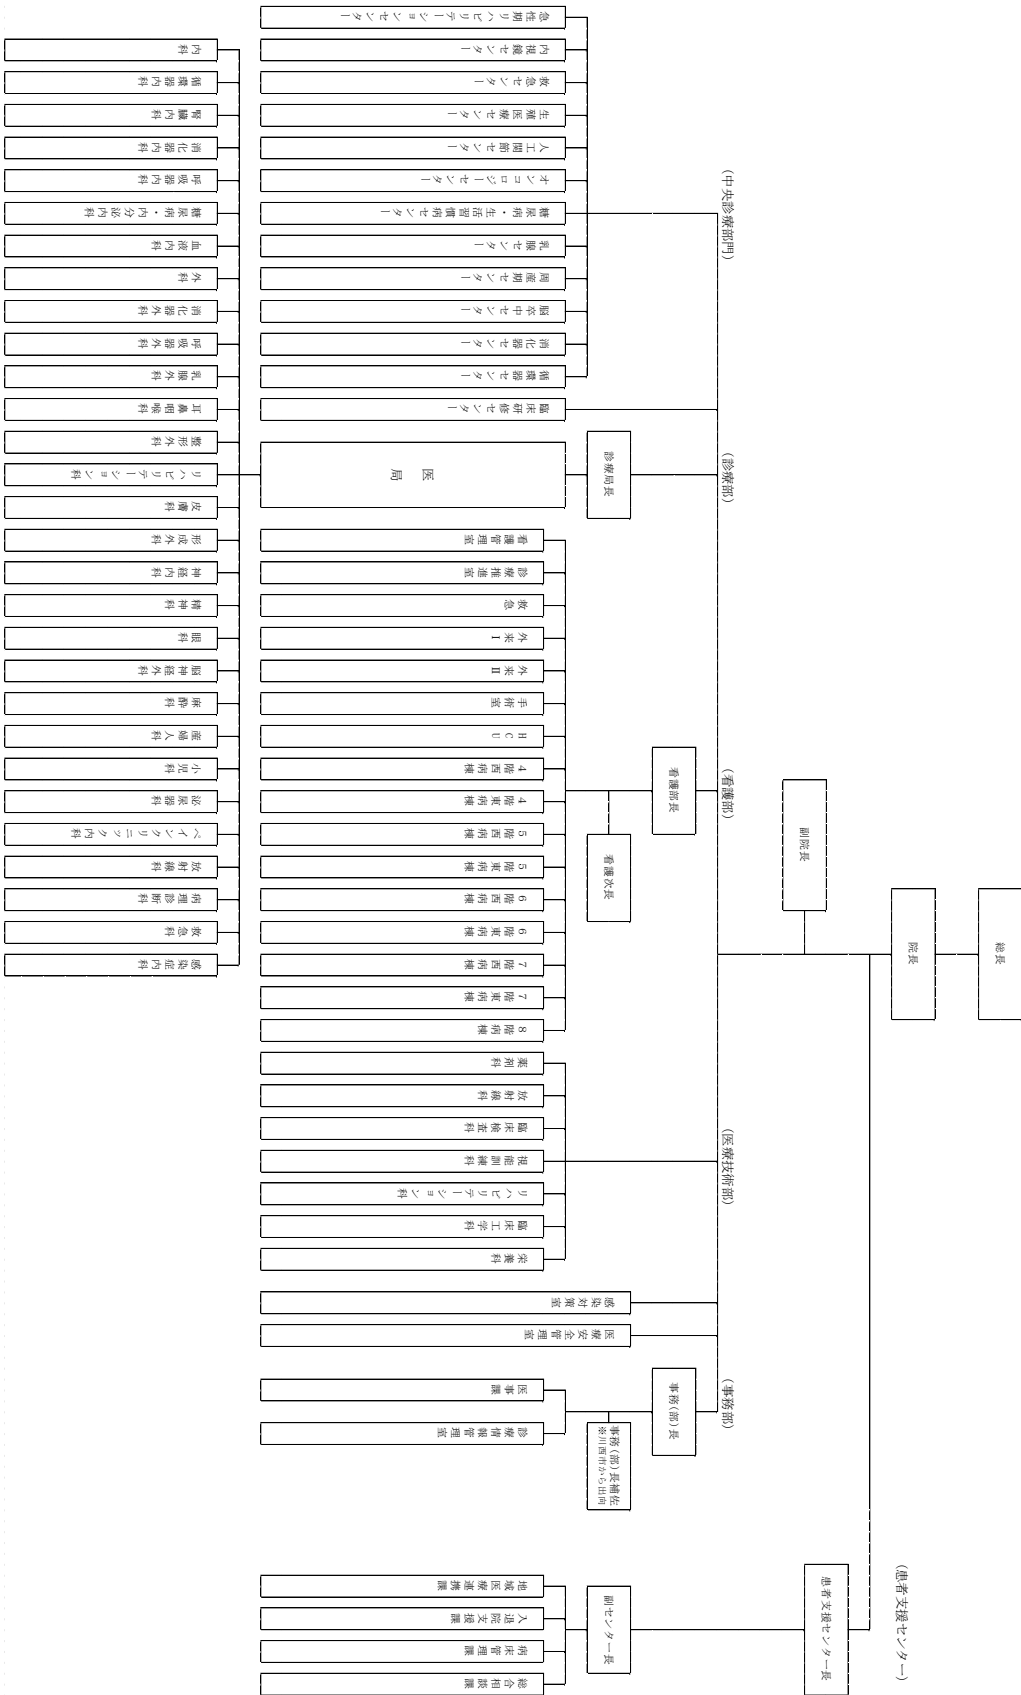 総長
院長
副院長
(中央診療部門)
急性期リハビリテーションセンター
内視鏡センター
救急センター
生殖医療センター
人工関節センター
オンコロジーセンター
糖尿病・生活習慣病センター
乳腺センター
周産期センター
脳卒中センター
消化器センター
循環器センター
臨床研修センター
(診療部)
診療局長
医局
内科
循環器内科
腎臓内科
消化器内科
呼吸器内科
糖尿病・内分泌内科
血液内科
外科
消化器外科
呼吸器外科
乳腺外科
耳鼻咽喉科
整形外科
リハビリテーション科
皮膚科
形成外科
神経内科
精神科
眼科
脳神経外科
麻酔科
産婦人科
小児科
泌尿器科
ペインクリニック内科
放射線科
病理診断科
救急科
感染症内科
(看護部)
看護部長
看護次長
看護管理室
診療推進室
救急
外来Ⅰ
外来Ⅱ
手術室
HCU
4階西病棟
4階東病棟
5階西病棟
5階東病棟
6階西病棟
6階東病棟
7階西病棟
7階東病棟
8階病棟
(医療技術部)
薬剤科
放射線科
臨床検査科
視能訓練科
リハビリテーション科
臨床工学科
栄養科
感染対策室
医療安全管理室
(事務部)
事務(部)長
事務(部)長補佐
※川西市から出向
医事課
診療情報管理室
(患者支援センター)
患者支援センター長
副センター長
地域医療連携課
入退院支援課
病床管理課
総合相談課